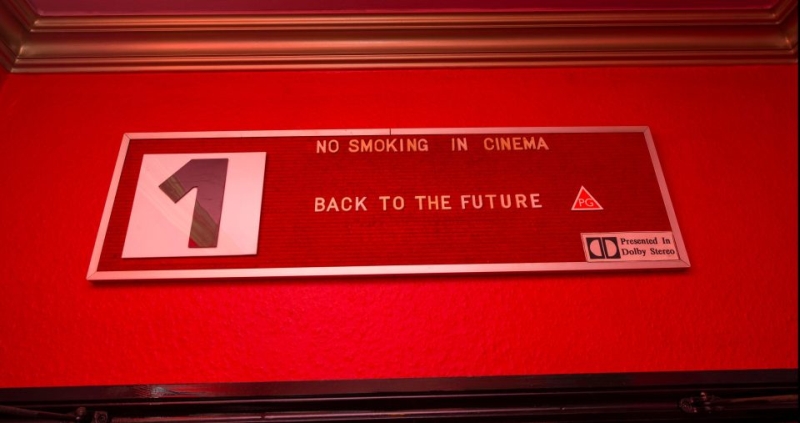 NO SMOKING IN CINEMA
1
BACK TO THE FUTURE PG
Presented In
Dolby Stereo